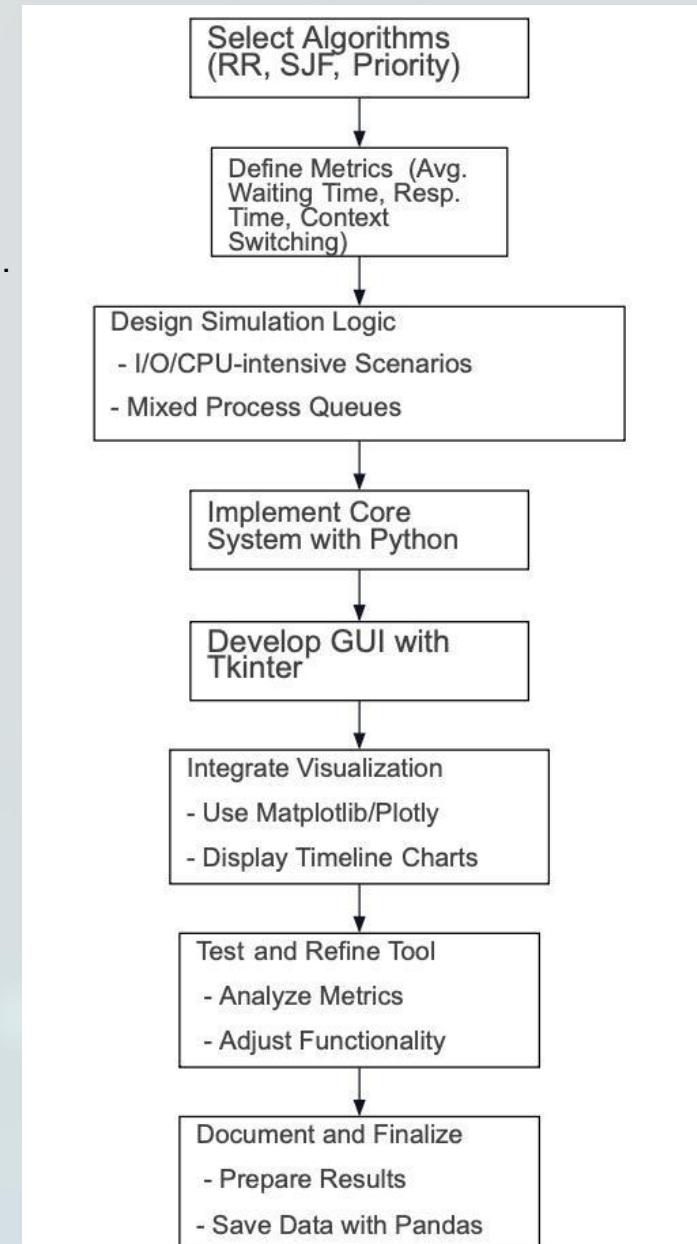 Select Algorithms
(RR, SJF, Priority)
Define Metrics (Avg.
Waiting Time, Resp.
Time, Context
Switching)
.
Design Simulation Logic
- I/O/CPU-intensive Scenarios
- Mixed Process Queues
Implement Core
System with Python
Develop GUI with
Tkinter
Integrate Visualization
- Use Matplotlib/Plotly
- Display Timeline Charts
Test and Refine Tool
- Analyze Metrics
- Adjust Functionality
Document and Finalize
- Prepare Results
- Save Data with Pandas